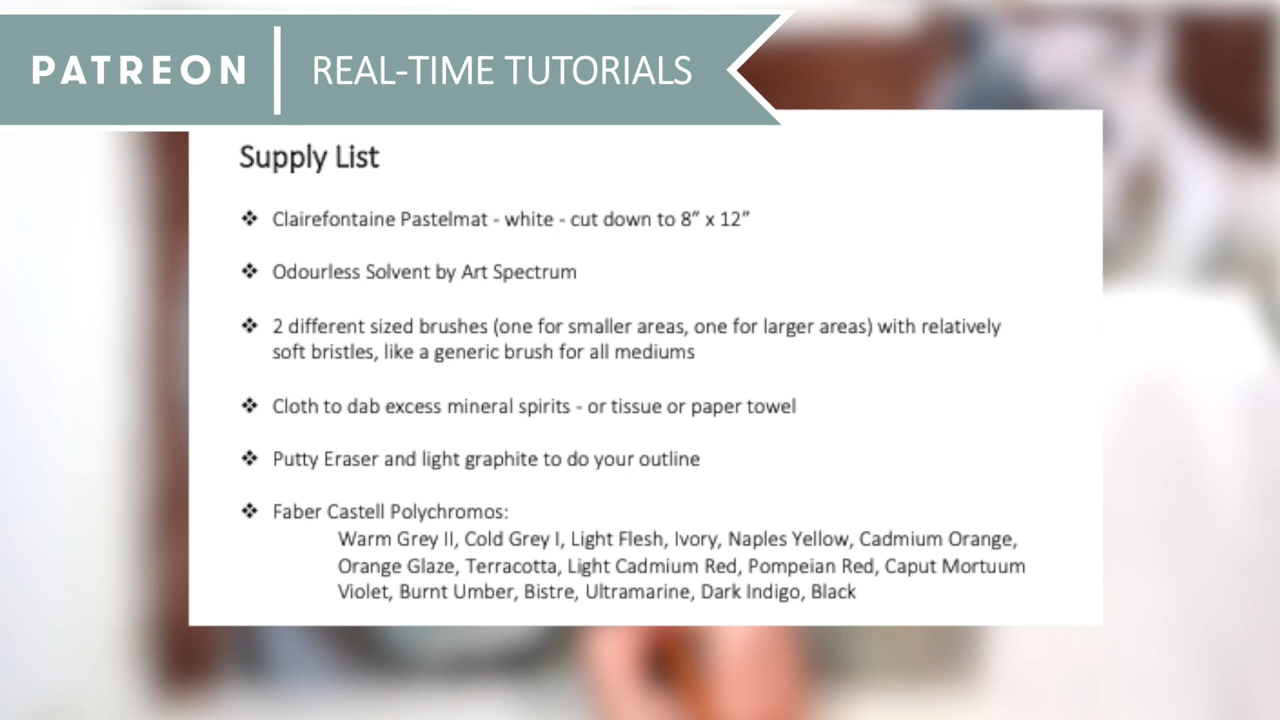 PATREON | REAL-TIME TUTORIALS
Supply List
❖ Clairefontaine Pastelmat - white - cut down to 8” x 12”
❖ Odourless Solvent by Art Spectrum
❖ 2 different sized brushes (one for smaller areas, one for larger areas) with relatively
soft bristles, like a generic brush for all mediums
❖ Cloth to dab excess mineral spirits - or tissue or paper towel
❖ Putty Eraser and light graphite to do your outline
❖ Faber Castell Polychromos:
Warm Grey II, Cold Grey I, Light Flesh, Ivory, Naples Yellow, Cadmium Orange,
Orange Glaze, Terracotta, Light Cadmium Red, Pompeian Red, Caput Mortuum
Violet, Burnt Umber, Bistre, Ultramarine, Dark Indigo, Black